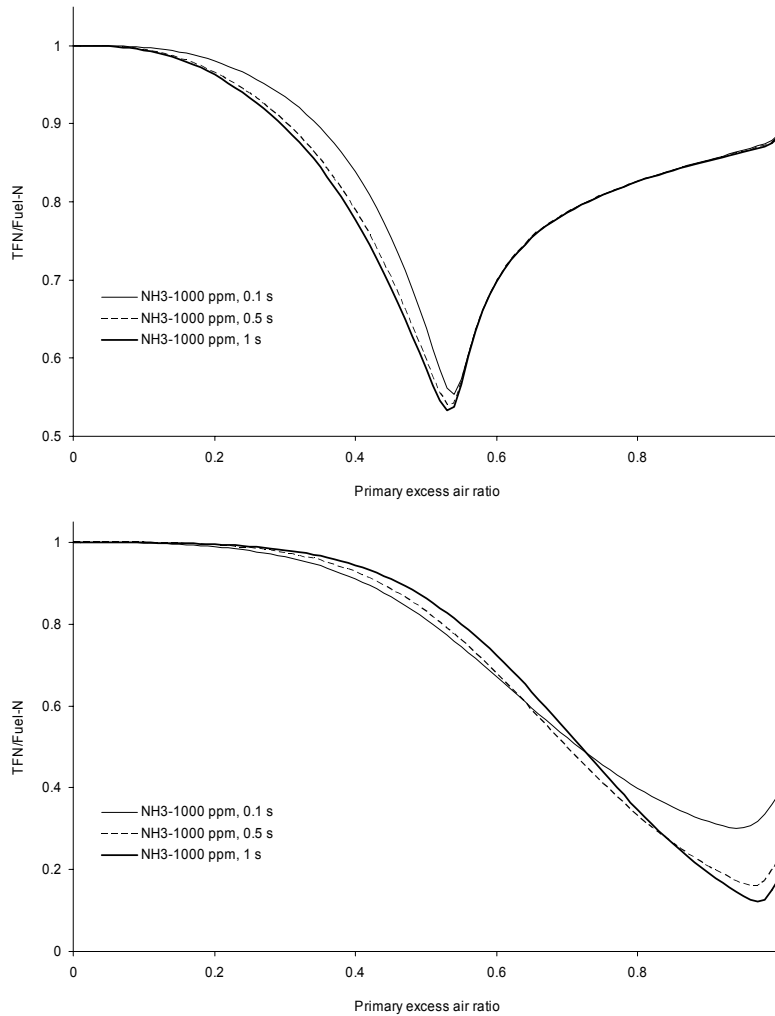 1
0.9
0.8
TFN/Fuel-N
0.7
NH3-1000 ppm, 0.1 s
NH3-1000 ppm, 0.5 s
0.6
NH3-1000 ppm, 1 s
0.5
0 0.2 0.4 0.6 0.8
Primary excess air ratio
1
0.8
0.6
TFN/Fuel-N
0.4
NH3-1000 ppm, 0.1 s
NH3-1000 ppm, 0.5 s
0.2
NH3-1000 ppm, 1 s
0
0 0.2 0.4 0.6 0.8
Primary excess air ratio